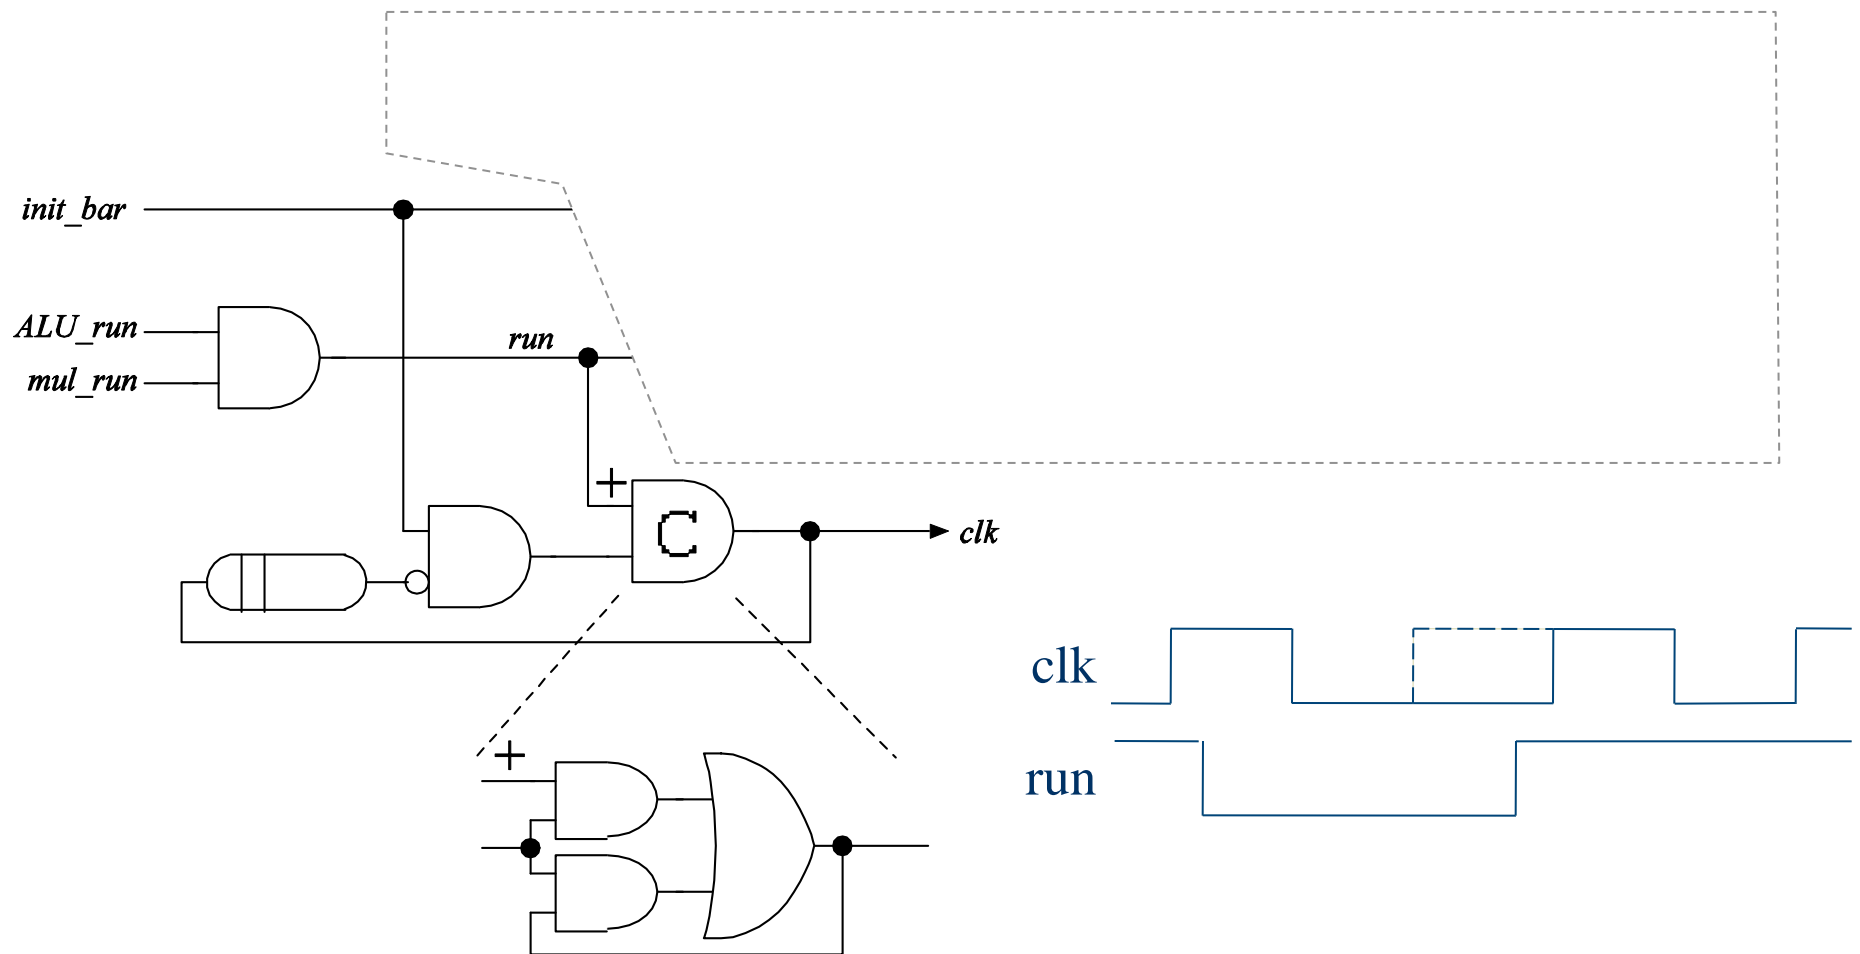 init_bar
ALU_run
run
mul_run
+
C
clk
+
clk
run